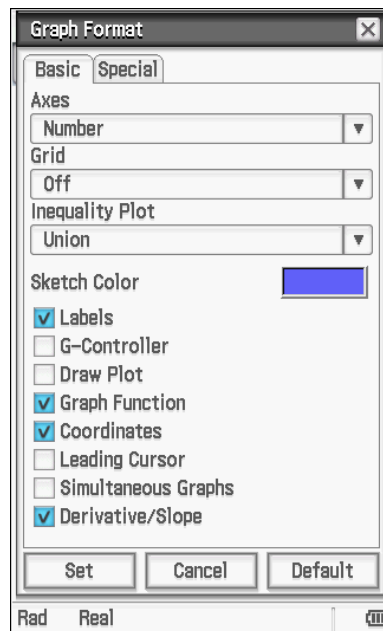 Graph Format
Basic Special
Axes
Number
Grid
Off
Inequality Plot
Union
Sketch Color
Labels
G-Controller
Draw Plot
Graph Function
Coordinates
Leading Cursor
Simultaneous Graphs
Derivative/Slope
Set Cancel Default
Rad Real